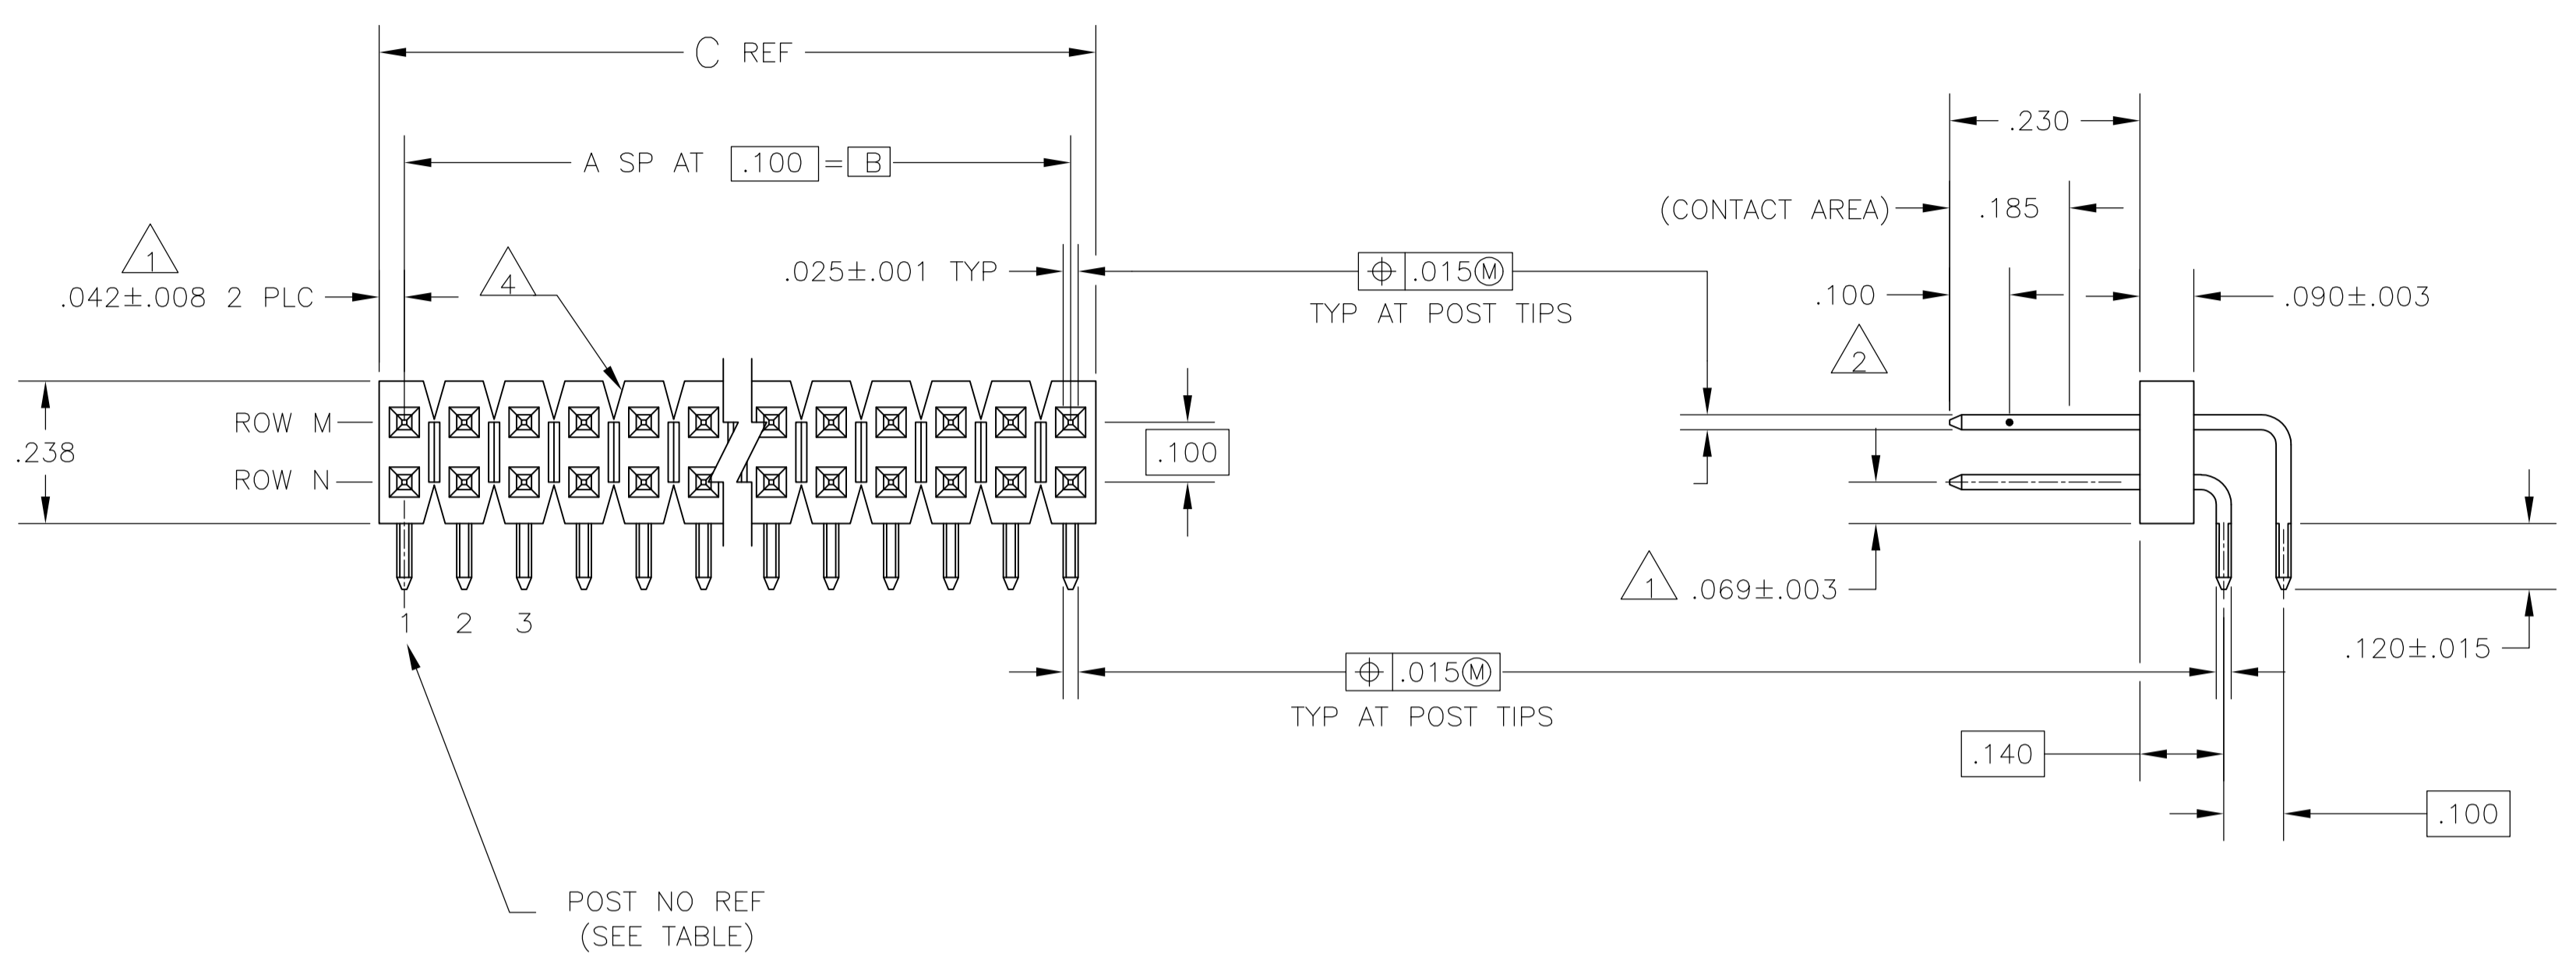 C REF
.230
A SP AT .100 = B
(CONTACT AREA) .185
1
.042±.008 2 PLC
4
.025±.001 TYP
⌖ .015Ⓜ
TYP AT POST TIPS
.100
2
.090±.003
ROW M
.238
ROW N
.100
1 .069±.003
1 2 3
.120±.015
⌖ .015Ⓜ
TYP AT POST TIPS
.140
.100
POST NO REF
(SEE TABLE)